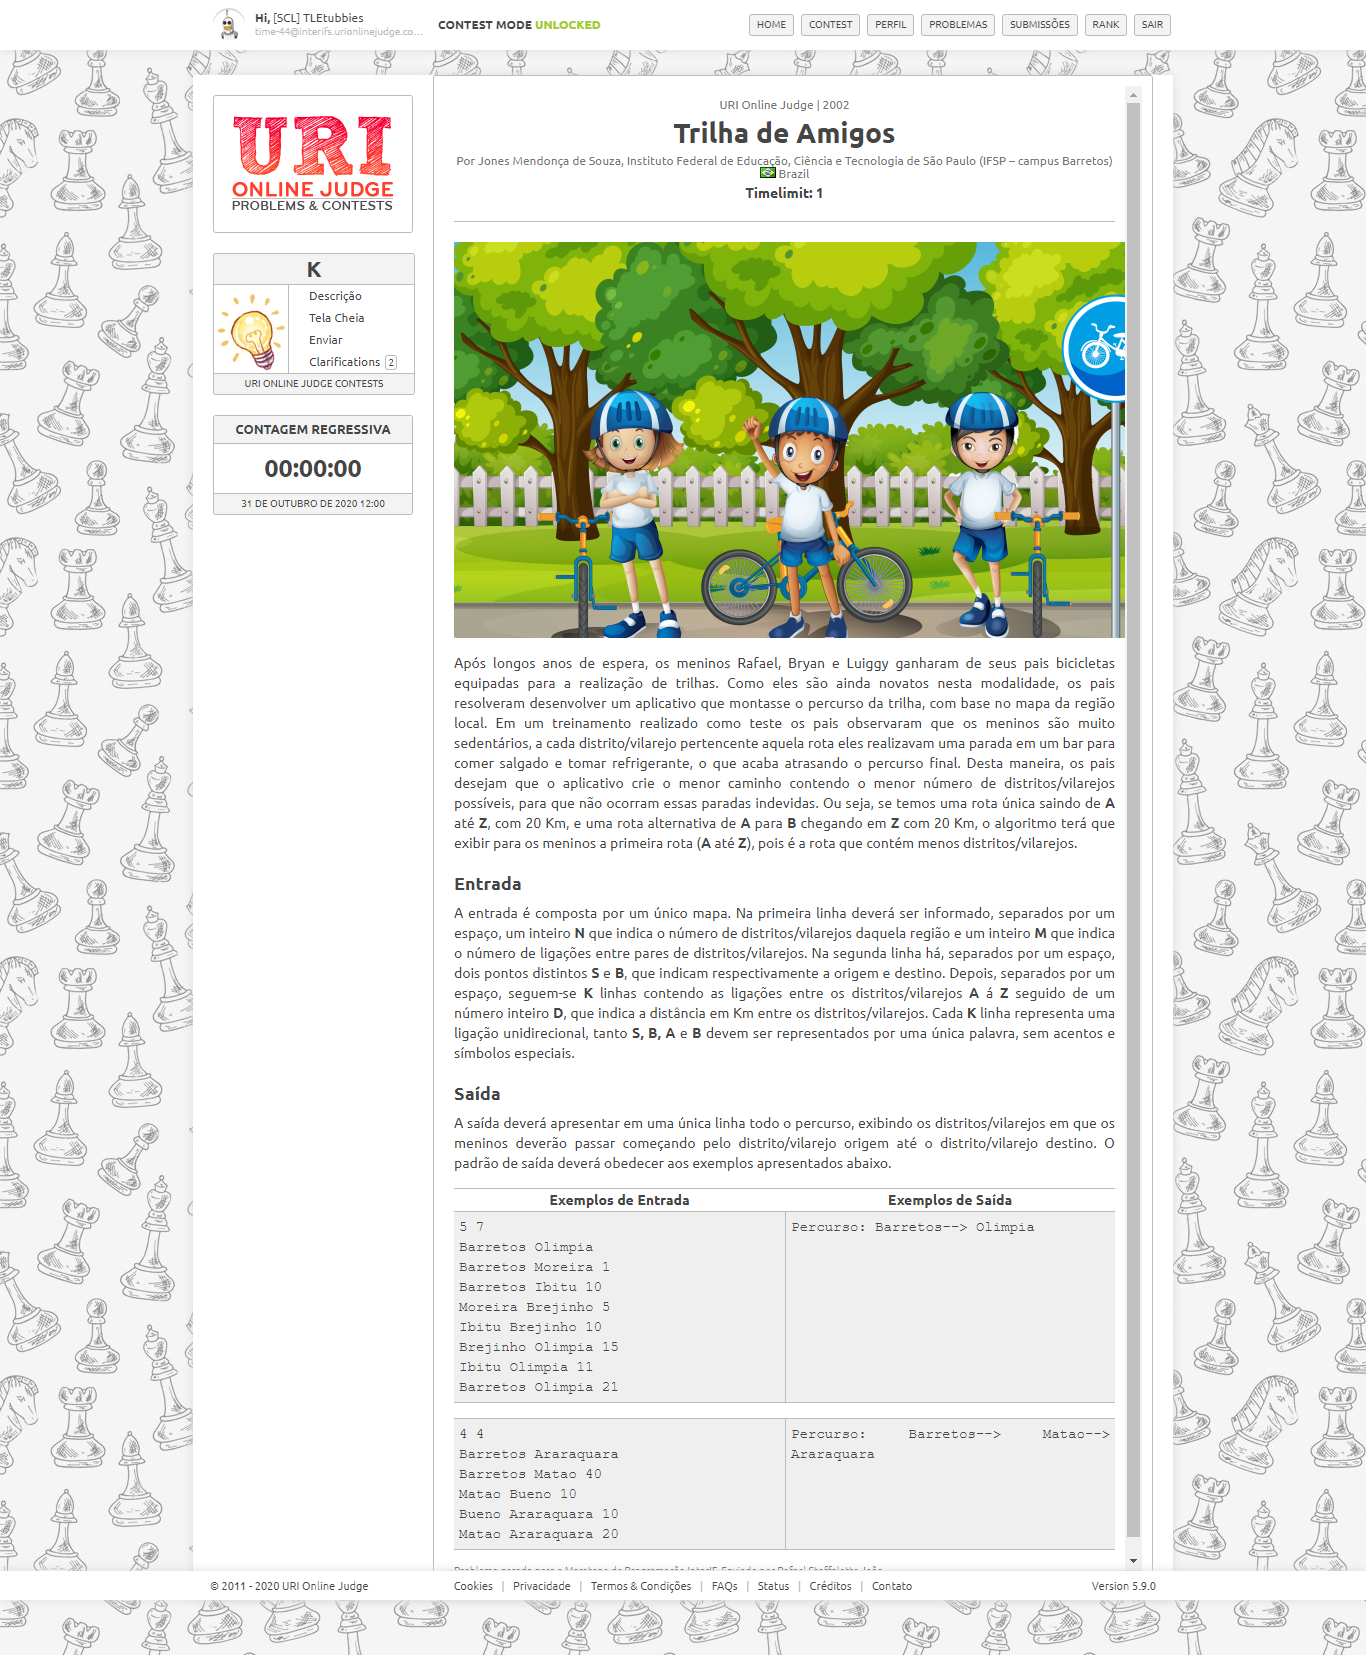 Hi, [SCL] TLEtubbies
time-44@interifs.urionlinejudge.co...
CONTEST MODE UNLOCKED
HOME
CONTEST
PERFIL
PROBLEMAS
SUBMISSÕES
RANK
SAIR
URI
ONLINE JUDGE
PROBLEMS & CONTESTS
K
Descrição
Tela Cheia
Enviar
Clarifications 2
URI ONLINE JUDGE CONTESTS
CONTAGEM REGRESSIVA
00:00:00
31 DE OUTUBRO DE 2020 12:00
URI Online Judge | 2002
Trilha de Amigos
Por Jones Mendonça de Souza, Instituto Federal de Educação, Ciência e Tecnologia de São Paulo (IFSP – campus Barretos)
Brazil
Timelimit: 1
Após longos anos de espera, os meninos Rafael, Bryan e Luiggy ganharam de seus pais bicicletas
equipadas para a realização de trilhas. Como eles são ainda novatos nesta modalidade, os pais
resolveram desenvolver um aplicativo que montasse o percurso da trilha, com base no mapa da região
local. Em um treinamento realizado como teste os pais observaram que os meninos são muito
sedentários, a cada distrito/vilarejo pertencente aquela rota eles realizavam uma parada em um bar para
comer salgado e tomar refrigerante, o que acaba atrasando o percurso final. Desta maneira, os pais
desejam que o aplicativo crie o menor caminho contendo o menor número de distritos/vilarejos
possíveis, para que não ocorram essas paradas indevidas. Ou seja, se temos uma rota única saindo de A
até Z, com 20 Km, e uma rota alternativa de A para B chegando em Z com 20 Km, o algoritmo terá que
exibir para os meninos a primeira rota (A até Z), pois é a rota que contém menos distritos/vilarejos.
Entrada
A entrada é composta por um único mapa. Na primeira linha deverá ser informado, separados por um
espaço, um inteiro N que indica o número de distritos/vilarejos daquela região e um inteiro M que indica
o número de ligações entre pares de distritos/vilarejos. Na segunda linha há, separados por um espaço,
dois pontos distintos S e B, que indicam respectivamente a origem e destino. Depois, separados por um
espaço, seguem-se K linhas contendo as ligações entre os distritos/vilarejos A á Z seguido de um
número inteiro D, que indica a distância em Km entre os distritos/vilarejos. Cada K linha representa uma
ligação unidirecional, tanto S, B, A e B devem ser representados por uma única palavra, sem acentos e
símbolos especiais.
Saída
A saída deverá apresentar em uma única linha todo o percurso, exibindo os distritos/vilarejos em que os
meninos deverão passar começando pelo distrito/vilarejo origem até o distrito/vilarejo destino. O
padrão de saída deverá obedecer aos exemplos apresentados abaixo.
Exemplos de Entrada
Exemplos de Saída
5 7
Barretos Olimpia
Barretos Moreira 1
Barretos Ibitu 10
Moreira Brejinho 5
Ibitu Brejinho 10
Brejinho Olimpia 15
Ibitu Olimpia 11
Barretos Olimpia 21
Percurso: Barretos--> Olimpia
4 4
Barretos Araraquara
Barretos Matao 40
Matao Bueno 10
Bueno Araraquara 10
Matao Araraquara 20
Percurso: Barretos--> Matao-->
Araraquara
© 2011 - 2020 URI Online Judge
Cookies | Privacidade | Termos & Condições | FAQs | Status | Créditos | Contato
Version 5.9.0